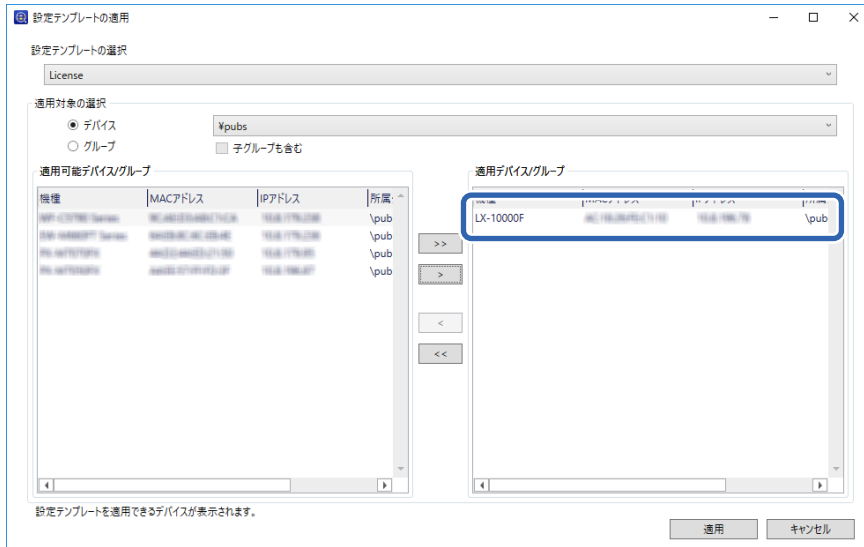 設定テンプレートの適用
設定テンプレートの選択
License
適用対象の選択
デバイス
¥pubs
グループ
子グループも含む
適用可能デバイス/グループ
適用デバイス/グループ
機種 MACアドレス IPアドレス 所属
\pub
\pub
\pub
\pub
LX-10000F \pub
>>
>
<
<<
設定テンプレートを適用できるデバイスが表示されます。
適用 キャンセル